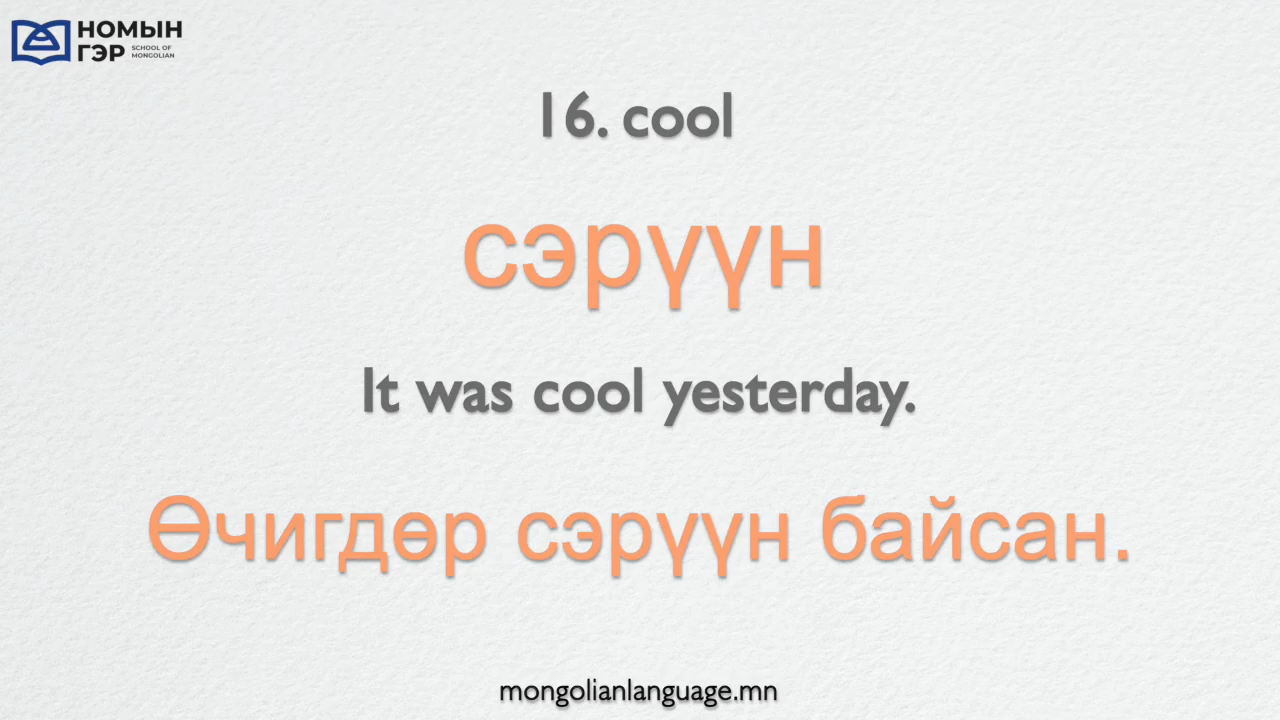 НОМЫН
ГЭР SCHOOL OF
MONGOLIAN
16. cool
сэрүүн
It was cool yesterday.
Өчигдөр сэрүүн байсан.
mongolianlanguage.mn